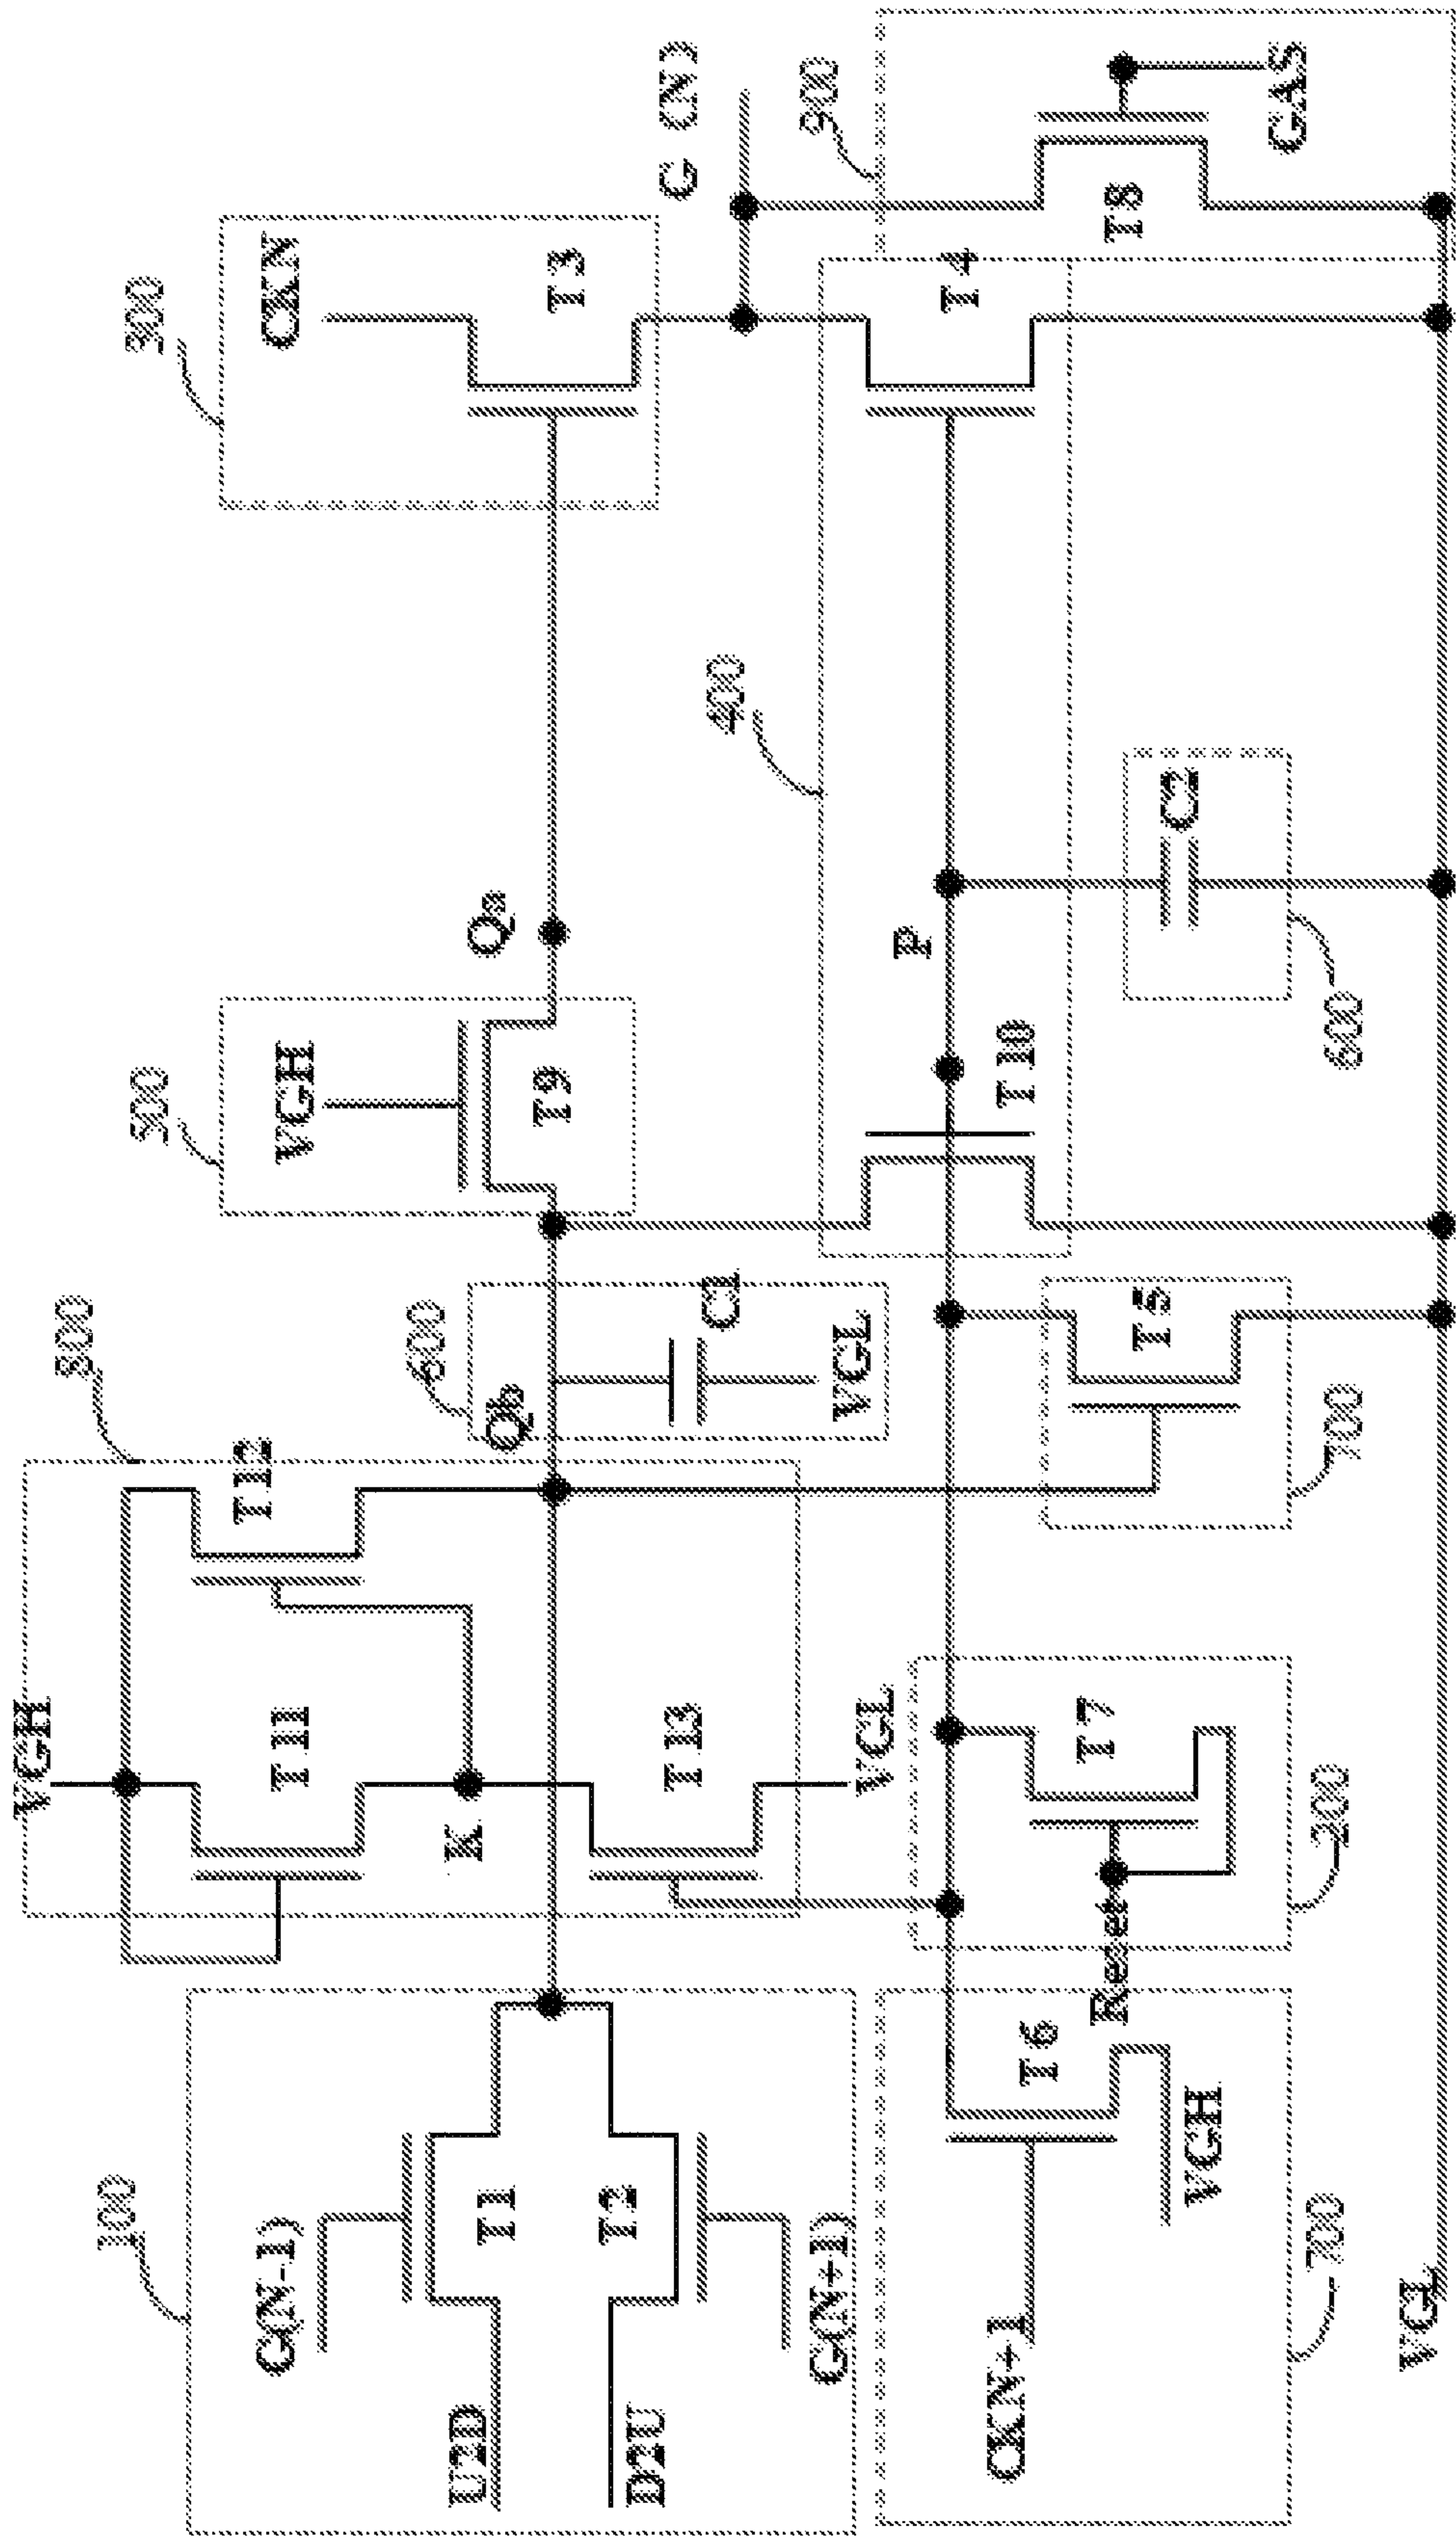 VGH
800
100
500
300
T12
G(N-1)
T11
VGH
CKN
600
U2D
T1
K
Qb
Qa
T9
T3
D2U
T2
T13
C1
400
G (N)
G(N+1)
VGL
VGL
900
P
T4
CKN+1
T6
T10
Reset
T7
T5
C2
T8
VGH
GAS
700
200
700
600
VGL